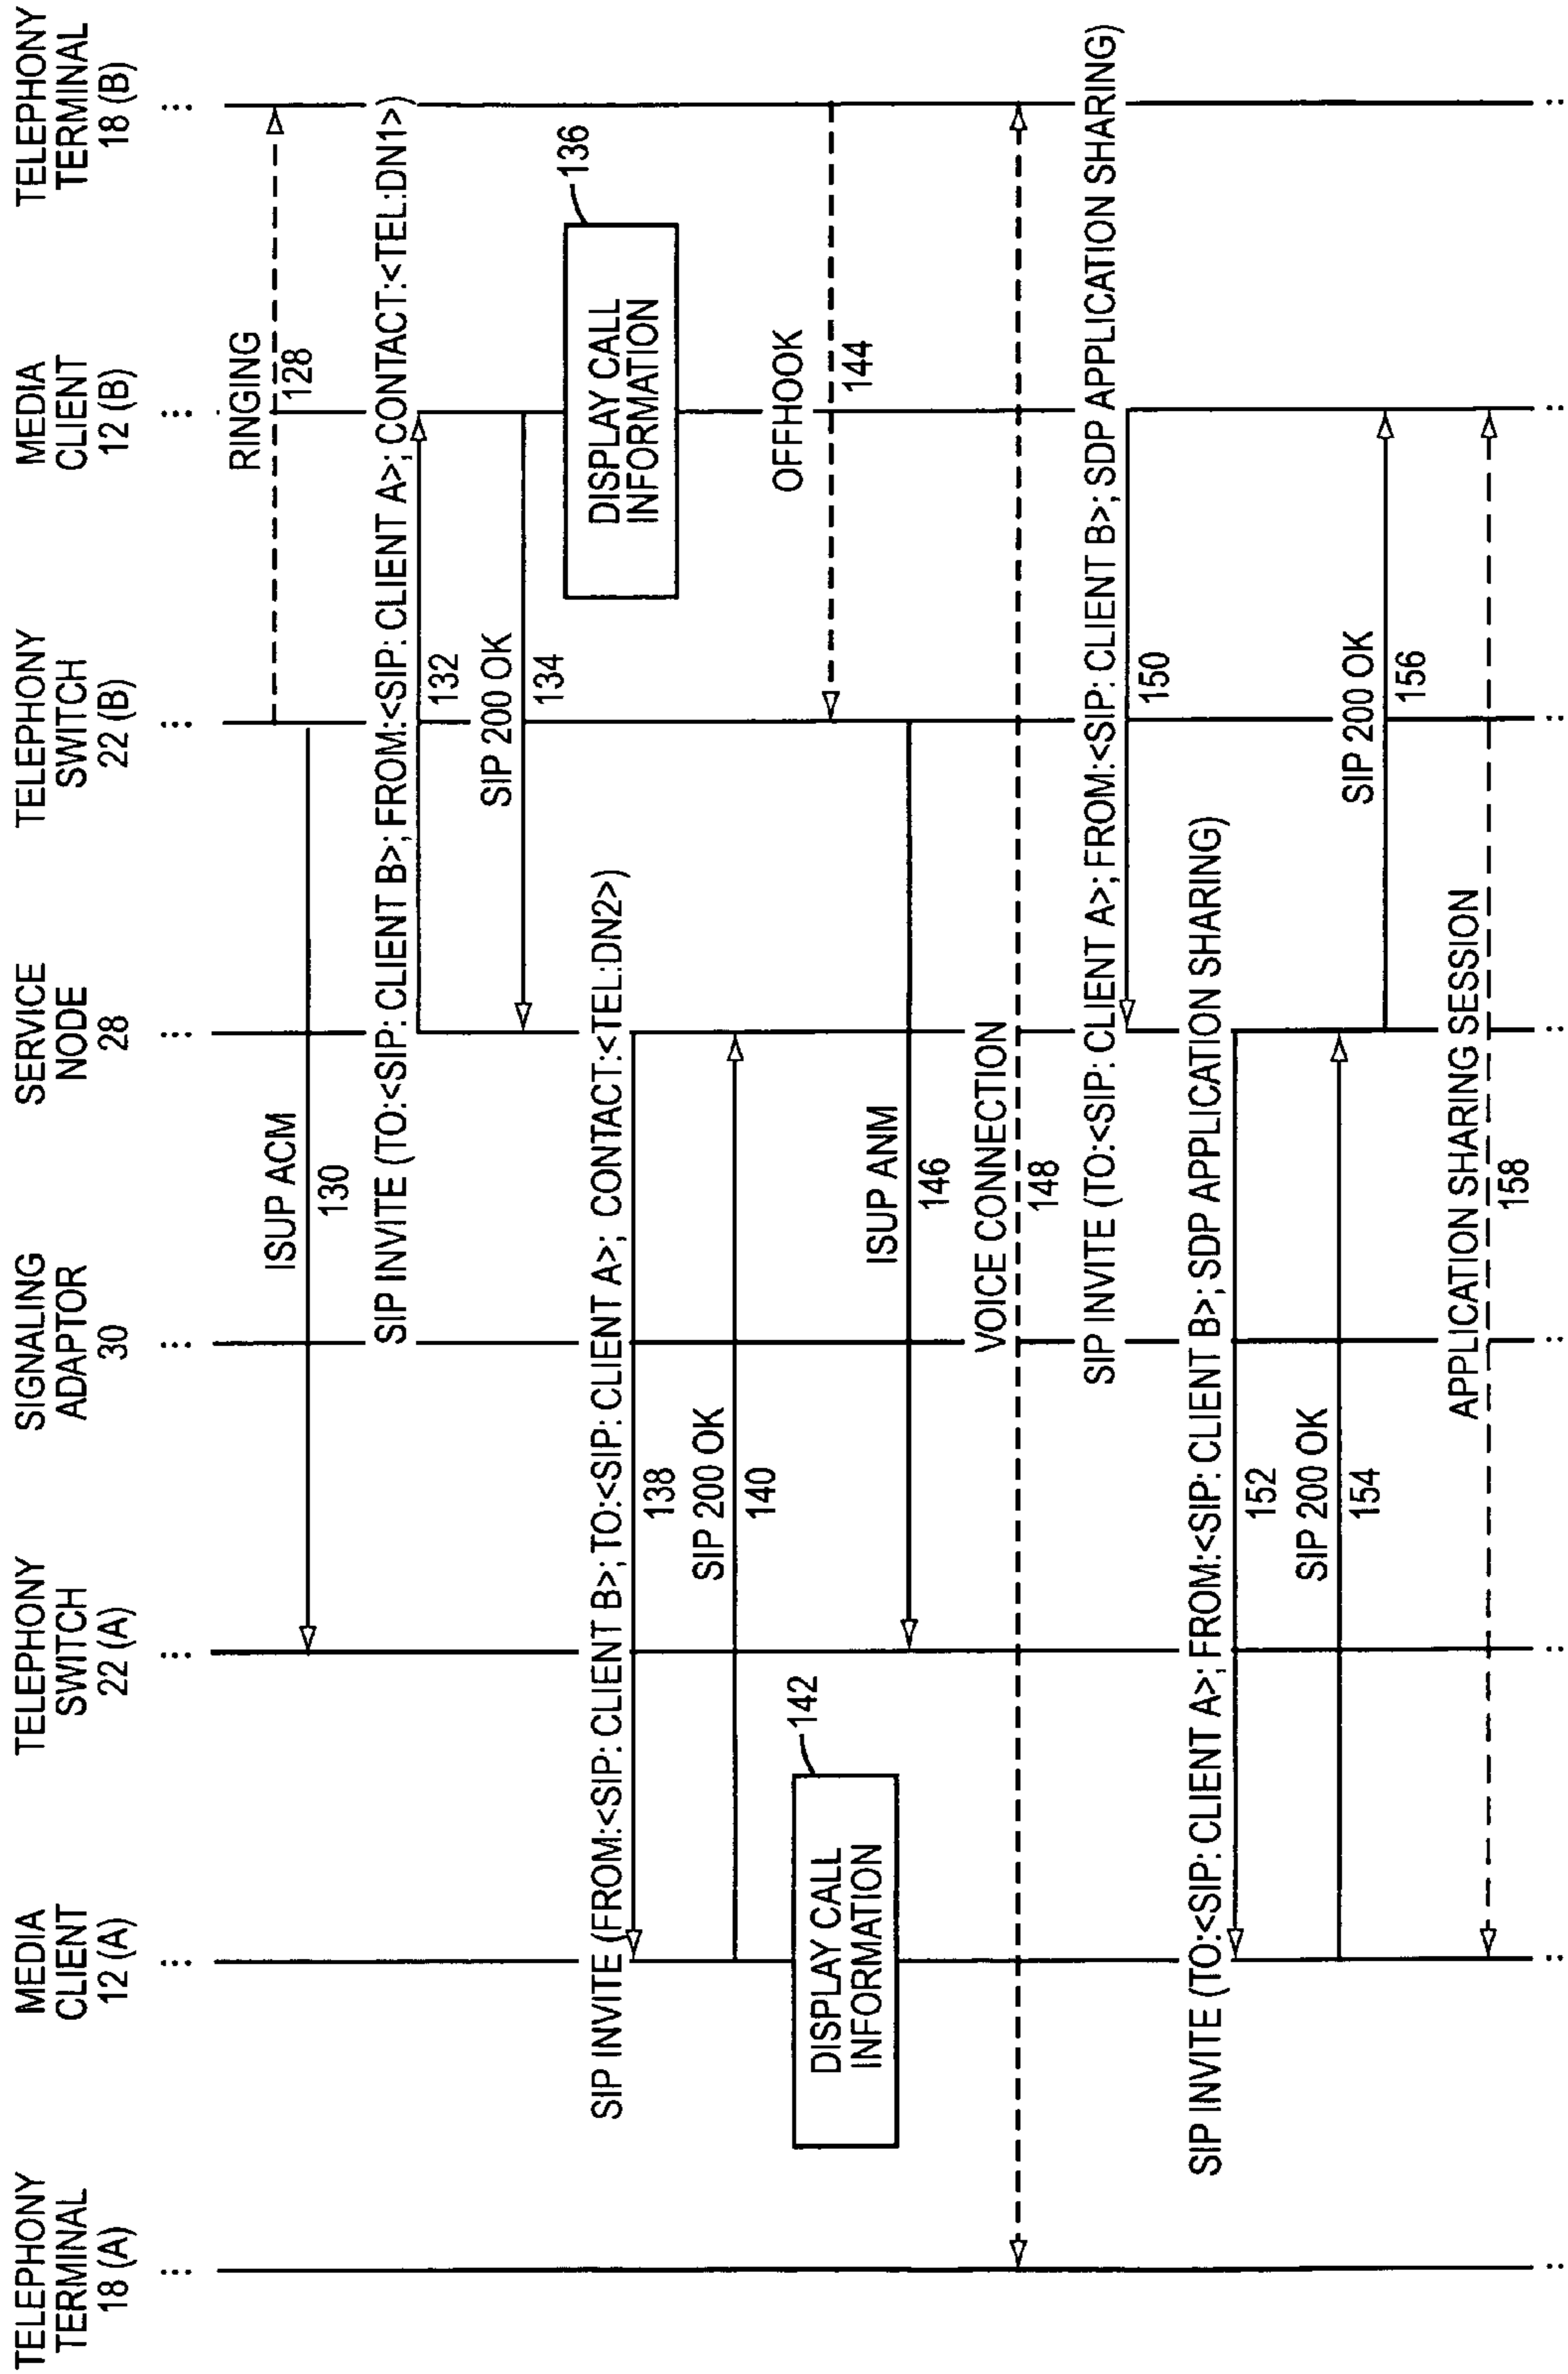 TELEPHONY
TERMINAL
18 (A)
MEDIA
CLIENT
12 (A)
TELEPHONY
SWITCH
22 (A)
SIGNALING
ADAPTOR
30
SERVICE
NODE
28
TELEPHONY
SWITCH
22 (B)
MEDIA
CLIENT
12 (B)
TELEPHONY
TERMINAL
18 (B)
RINGING
128
ISUP ACM
130
SIP INVITE (TO:<SIP: CLIENT B>; FROM:<SIP: CLIENT A>; CONTACT:<TEL:DN1>)
132
SIP 200 OK
134
DISPLAY CALL
INFORMATION
136
SIP INVITE (FROM:<SIP: CLIENT B>; TO:<SIP: CLIENT A>; CONTACT:<TEL:DN2>)
138
SIP 200 OK
140
DISPLAY CALL
INFORMATION
142
OFFHOOK
144
ISUP ANM
146
VOICE CONNECTION
148
SIP INVITE (TO:<SIP: CLIENT A>; FROM:<SIP: CLIENT B>; SDP APPLICATION SHARING)
150
SIP INVITE (TO:<SIP: CLIENT A>; FROM:<SIP: CLIENT B>; SDP APPLICATION SHARING)
152
SIP 200 OK
154
SIP 200 OK
156
APPLICATION SHARING SESSION
158